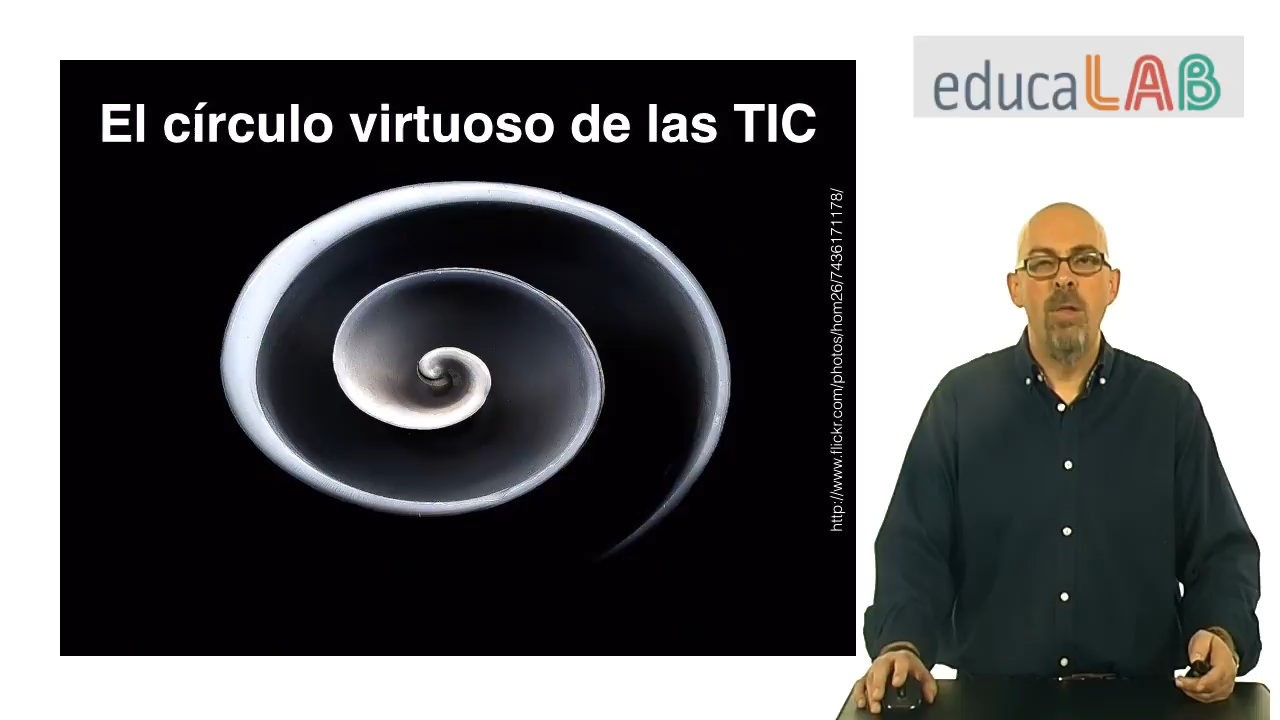 El círculo virtuoso de las TIC
educaLAB
http://www.flickr.com/photos/hom26/7436171178/